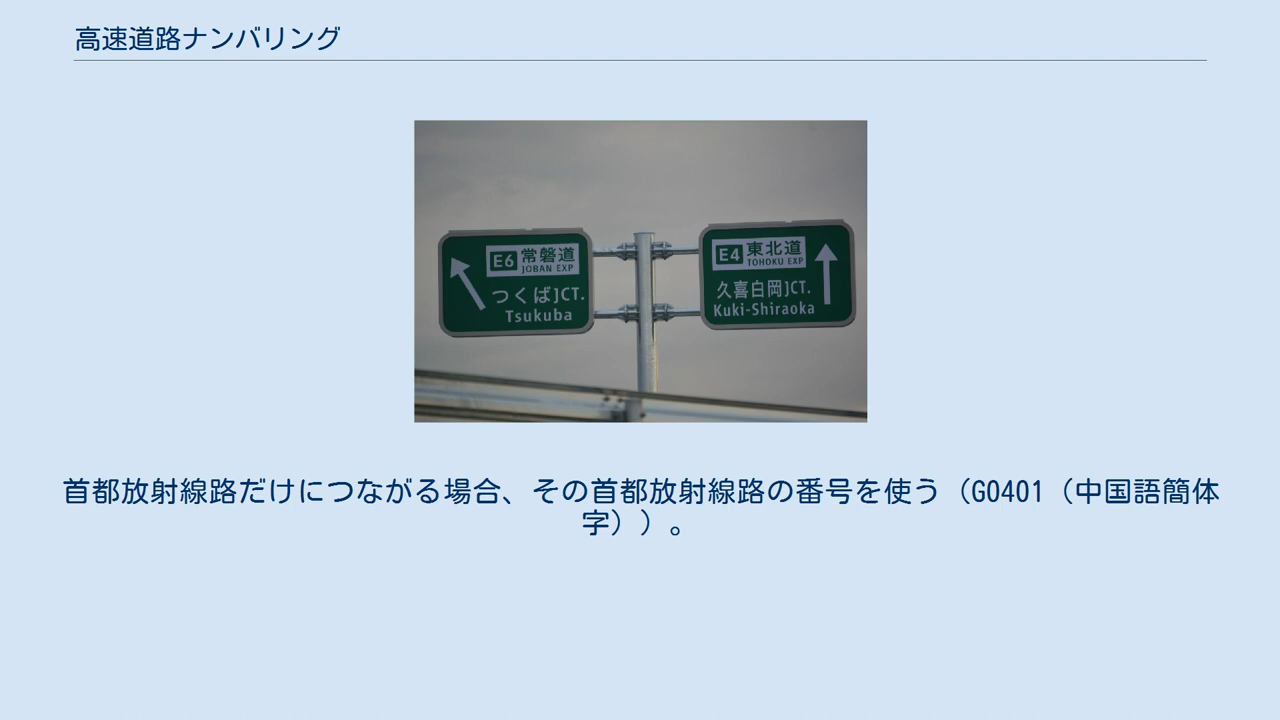 高速道路ナンバリング
E6 常磐道
JOBAN EXP
つくばJCT.
Tsukuba
E4 東北道
TOHOKU EXP
久喜白岡JCT.
Kuki-Shiraoka
首都放射線路だけにつながる場合、その首都放射線路の番号を使う（G0401（中国語簡体
字））。